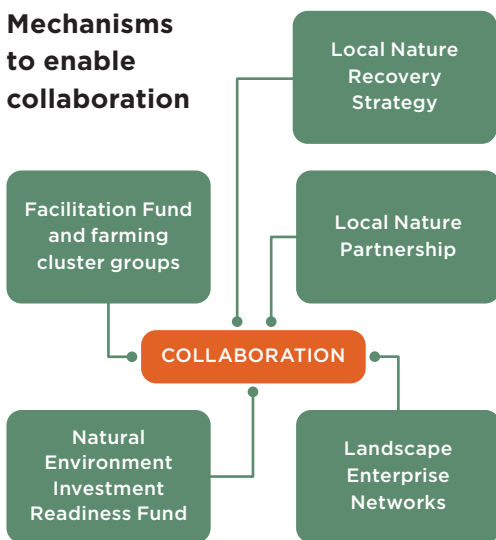 Mechanisms
to enable
collaboration
Local Nature
Recovery
Strategy
Facilitation Fund
and farming
cluster groups
Local Nature
Partnership
COLLABORATION
Natural
Environment
Investment
Readiness Fund
Landscape
Enterprise
Networks